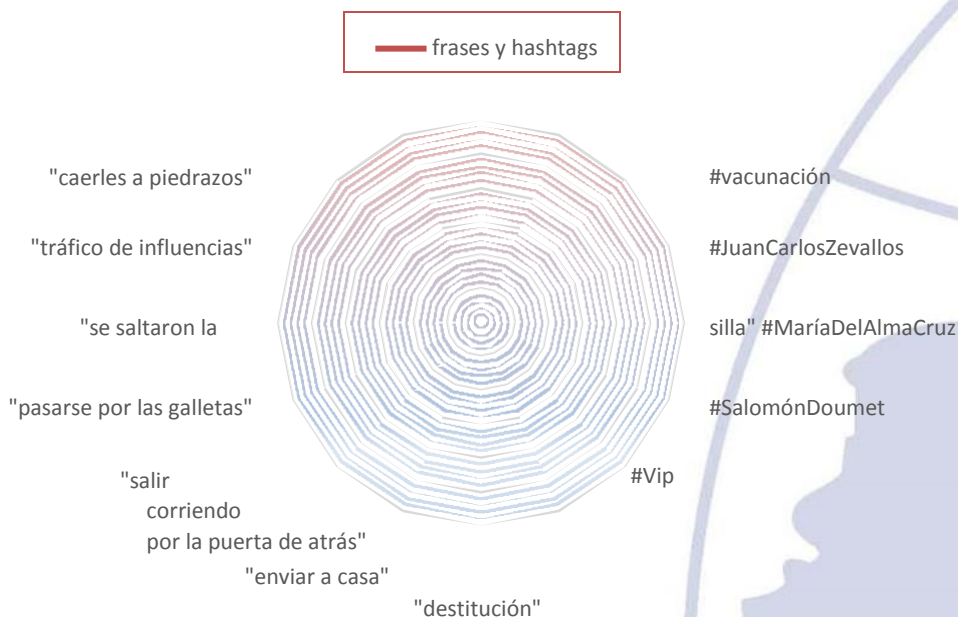 frases y hashtags
"caerles a piedrazos" #vacunación
"tráfico de influencias" #JuanCarlosZevallos
"se saltaron la silla" #MaríaDelAlmaCruz
"pasarse por las galletas" #SalomónDoumet
"salir #Vip
corriendo
por la puerta de atrás"
"enviar a casa"
"destitución"